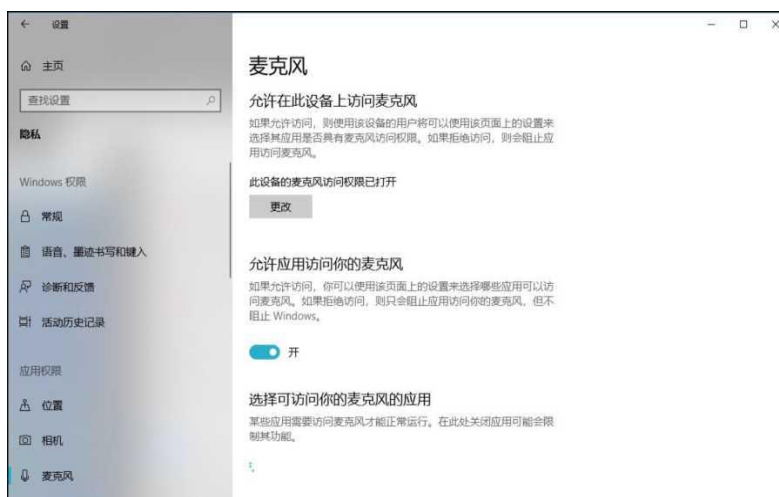 设置
主页
查找设置
隐私
Windows 权限
常规
语音、墨迹书写和键入
诊断和反馈
活动历史记录
应用权限
位置
相机
麦克风
麦克风
允许在此设备上访问麦克风
如果允许访问，则使用该设备的用户将可以使用该页面上的设置来
选择其应用是否具有麦克风访问权限。如果拒绝访问，则会阻止应
用访问麦克风。
此设备的麦克风访问权限已打开
更改
允许应用访问你的麦克风
如果允许访问，你可以使用该页面上的设置来选择哪些应用可以访
问麦克风。如果拒绝访问，则只会阻止应用访问你的麦克风，但不
阻止 Windows。
开
选择可访问你的麦克风的应用
某些应用需要访问麦克风才能正常运行。在此处关闭应用可能会限
制其功能。